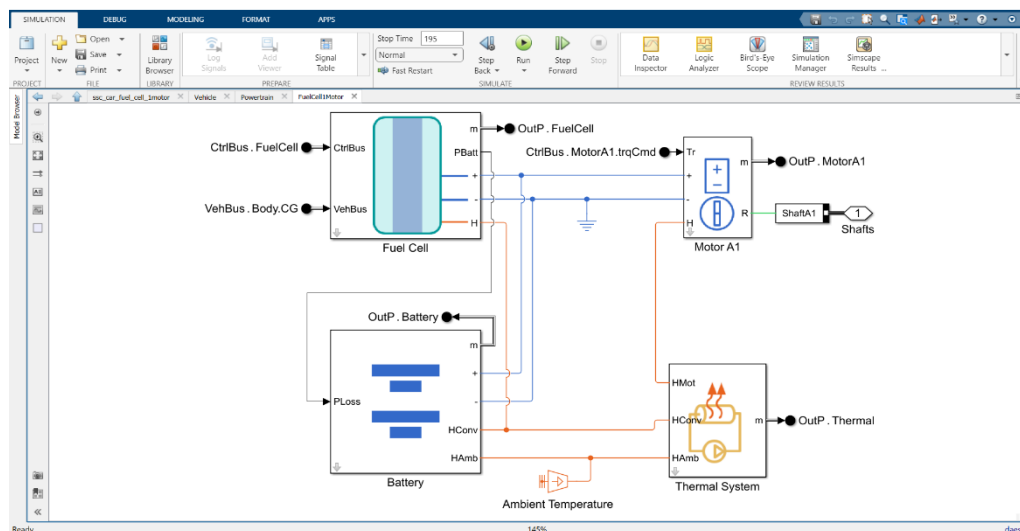 SIMULATION DEBUG MODELING FORMAT APPS
Project
New
Open
Save
Print
Library
Browser
Log
Signals
Add
Viewer
Signal
Table
Stop Time 195
Normal
Fast Restart
Step
Back
Run
Step
Forward
Stop
Data
Inspector
Logic
Analyzer
Bird's-Eye
Scope
Simulation
Manager
Simscape
Results ...
PROJECT FILE LIBRARY PREPARE SIMULATE REVIEW RESULTS
Model Browser
ssc_car_fuel_cell_1motor Vehicle Powertrain FuelCell1Motor
CtrlBus . FuelCell
VehBus . Body.CG
CtrlBus
VehBus
m
PBatt
+
-
H
Fuel Cell
OutP . FuelCell
CtrlBus . MotorA1.trqCmd
Tr
+
-
H
m
R
Motor A1
OutP . MotorA1
ShaftA1
1
Shafts
OutP . Battery
PLoss
m
+
-
HConv
HAmb
Battery
Ambient Temperature
HMot
HConv
HAmb
m
Thermal System
OutP . Thermal
Ready 145% daes